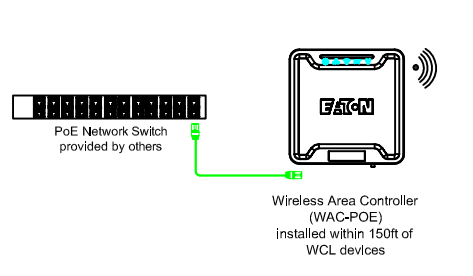 EATON
PoE Network Switch
provided by others
Wireless Area Controller
(WAC-POE)
installed within 150ft of
WCL devices